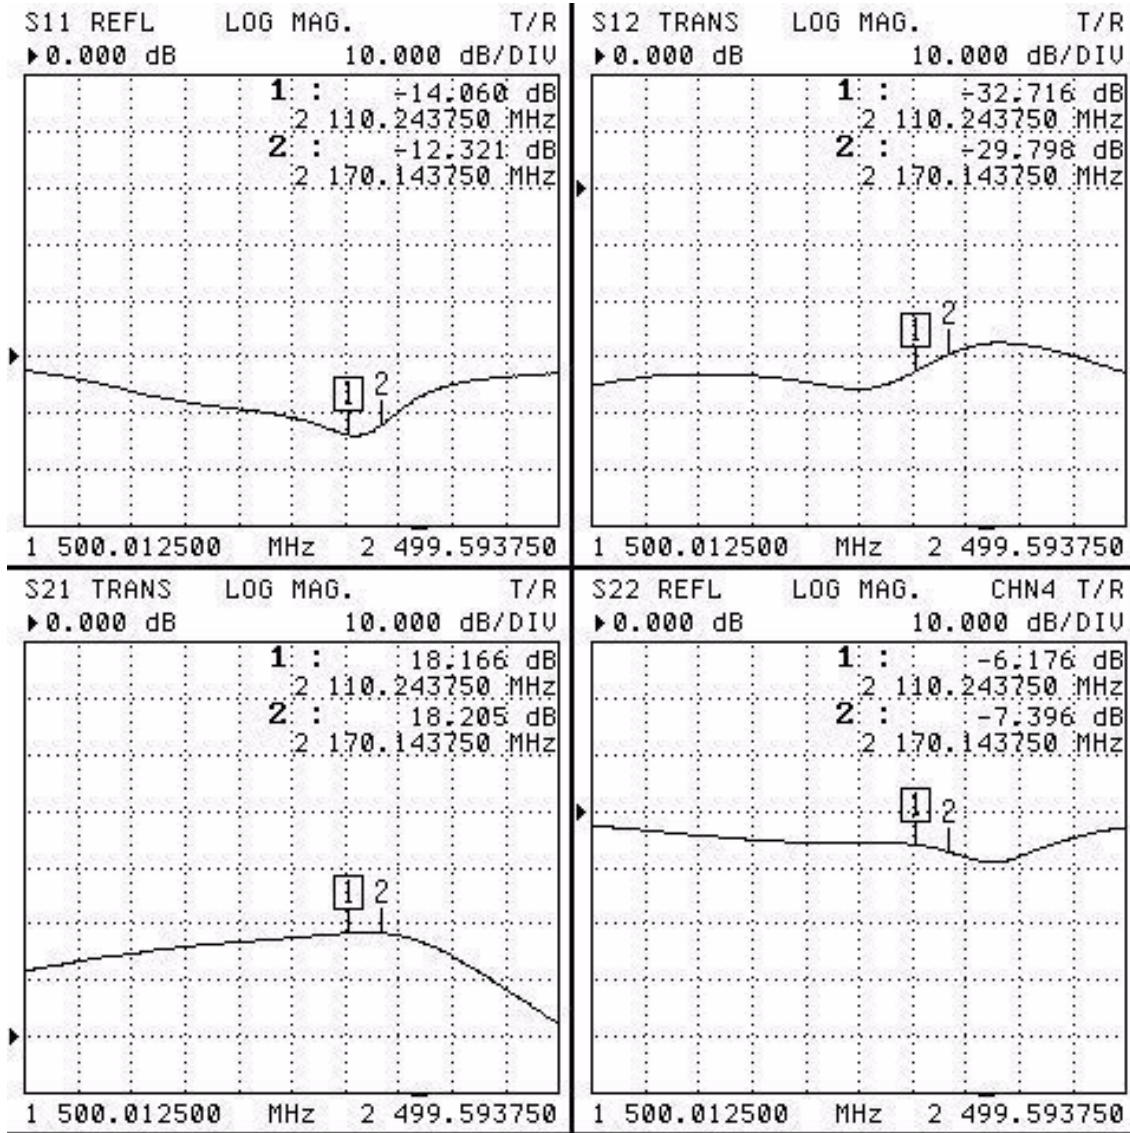 S11 REFL LOG MAG. T/R
▶0.000 dB 10.000 dB/DIV
1 : -14.060 dB
2 110.243750 MHz
2 : -12.321 dB
2 170.143750 MHz
1
2
1 500.012500 MHz 2 499.593750
S12 TRANS LOG MAG. T/R
▶0.000 dB 10.000 dB/DIV
1 : -32.716 dB
2 110.243750 MHz
2 : -29.798 dB
2 170.143750 MHz
1
2
1 500.012500 MHz 2 499.593750
S21 TRANS LOG MAG. T/R
▶0.000 dB 10.000 dB/DIV
1 : 18.166 dB
2 110.243750 MHz
2 : 18.205 dB
2 170.143750 MHz
1
2
1 500.012500 MHz 2 499.593750
S22 REFL LOG MAG. CHN4 T/R
▶0.000 dB 10.000 dB/DIV
1 : -6.176 dB
2 110.243750 MHz
2 : -7.396 dB
2 170.143750 MHz
1
2
1 500.012500 MHz 2 499.593750